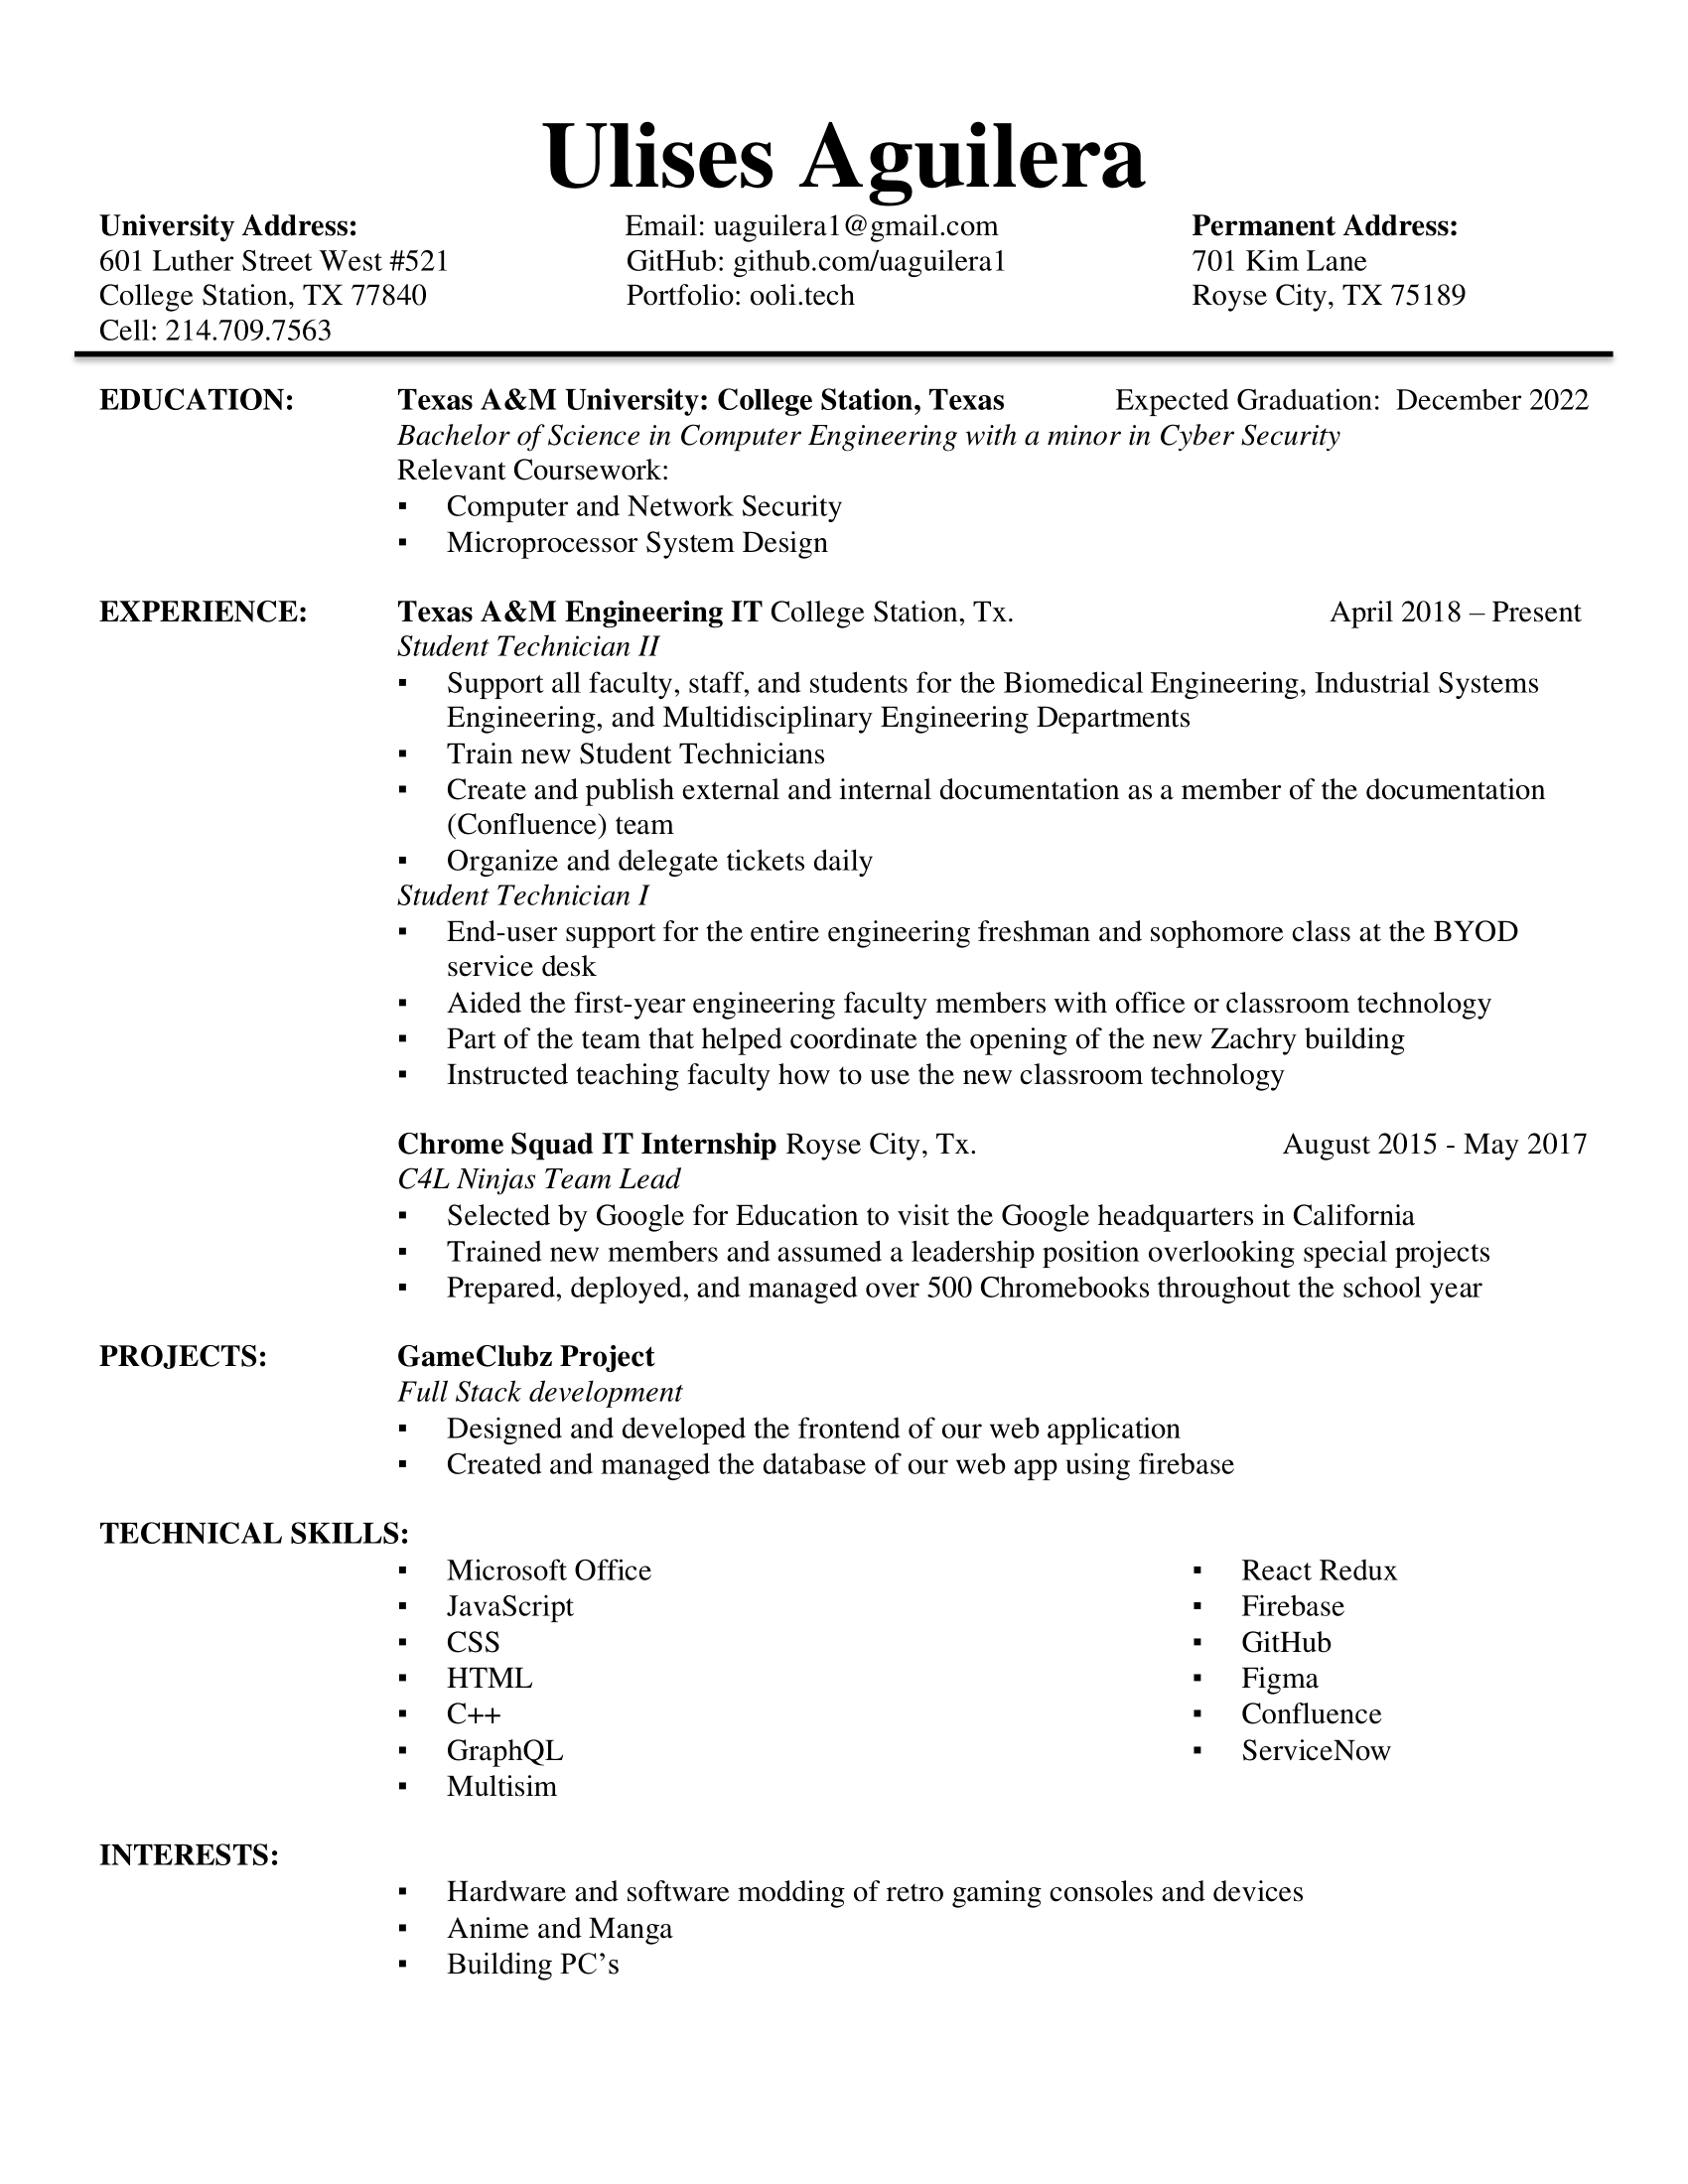 Ulises Aguilera
University Address:
601 Luther Street West #521
College Station, TX 77840
Cell: 214.709.7563
Email: uaguilera1@gmail.com
GitHub: github.com/uaguilera1
Portfolio: ooli.tech
Permanent Address:
701 Kim Lane
Royse City, TX 75189
EDUCATION:
Texas A&M University: College Station, Texas Expected Graduation: December 2022
Bachelor of Science in Computer Engineering with a minor in Cyber Security
Relevant Coursework:
▪ Computer and Network Security
▪ Microprocessor System Design
EXPERIENCE:
Texas A&M Engineering IT College Station, Tx. April 2018 – Present
Student Technician II
▪ Support all faculty, staff, and students for the Biomedical Engineering, Industrial Systems
Engineering, and Multidisciplinary Engineering Departments
▪ Train new Student Technicians
▪ Create and publish external and internal documentation as a member of the documentation
(Confluence) team
▪ Organize and delegate tickets daily
Student Technician I
▪ End-user support for the entire engineering freshman and sophomore class at the BYOD
service desk
▪ Aided the first-year engineering faculty members with office or classroom technology
▪ Part of the team that helped coordinate the opening of the new Zachry building
▪ Instructed teaching faculty how to use the new classroom technology
Chrome Squad IT Internship Royse City, Tx. August 2015 - May 2017
C4L Ninjas Team Lead
▪ Selected by Google for Education to visit the Google headquarters in California
▪ Trained new members and assumed a leadership position overlooking special projects
▪ Prepared, deployed, and managed over 500 Chromebooks throughout the school year
PROJECTS:
GameClubz Project
Full Stack development
▪ Designed and developed the frontend of our web application
▪ Created and managed the database of our web app using firebase
TECHNICAL SKILLS:
▪ Microsoft Office
▪ JavaScript
▪ CSS
▪ HTML
▪ C++
▪ GraphQL
▪ Multisim
▪ React Redux
▪ Firebase
▪ GitHub
▪ Figma
▪ Confluence
▪ ServiceNow
INTERESTS:
▪ Hardware and software modding of retro gaming consoles and devices
▪ Anime and Manga
▪ Building PC’s